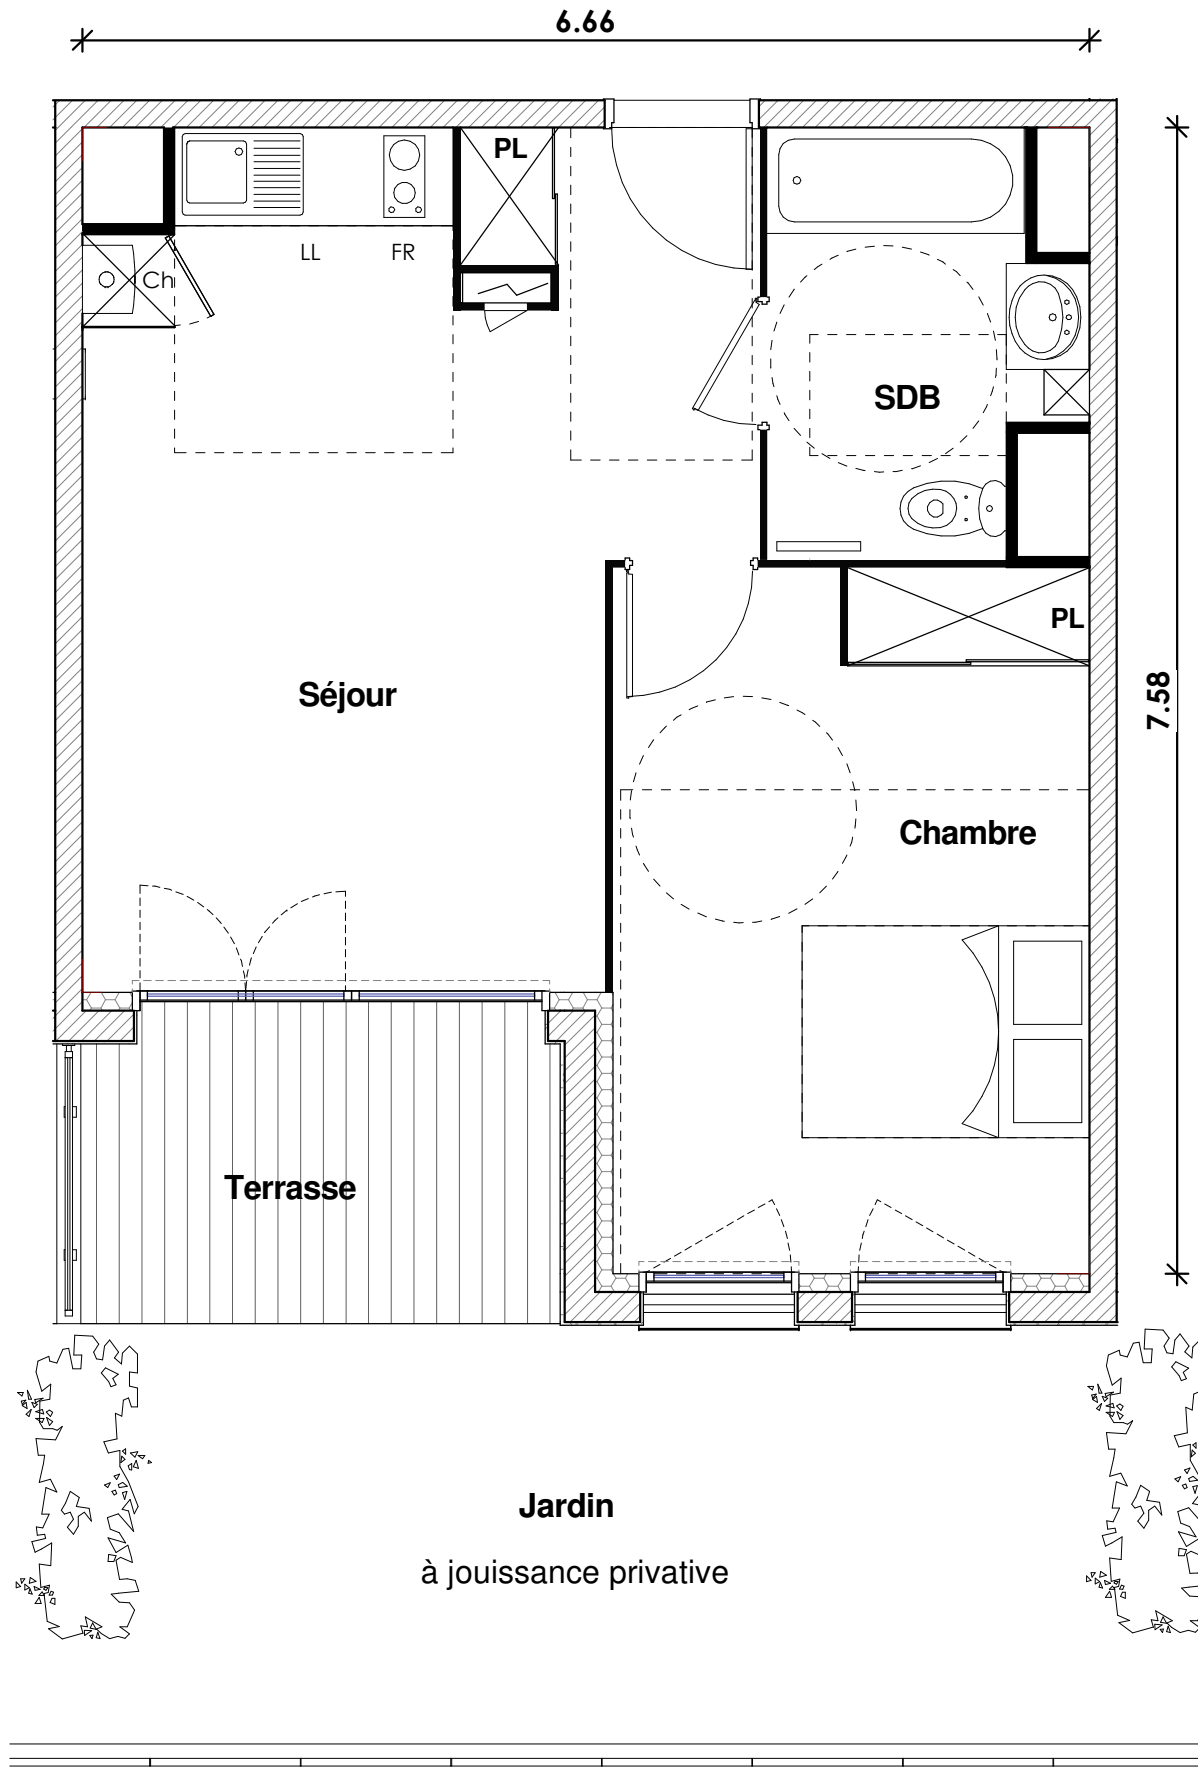 6.66
PL
LL
FR
Ch
SDB
PL
7.58
Séjour
Chambre
Terrasse
Jardin
à jouissance privative